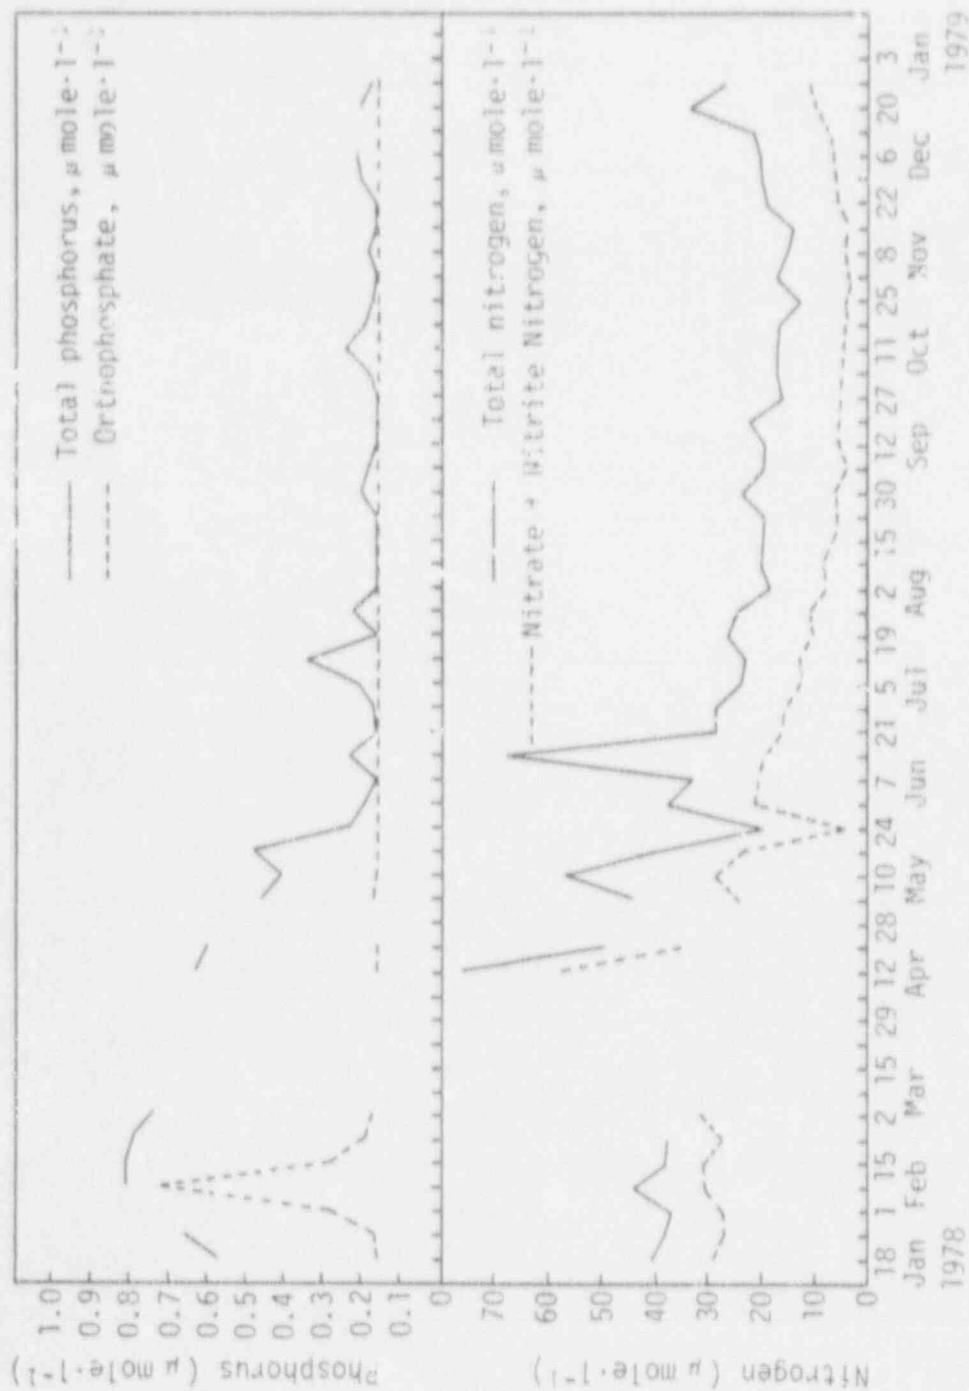 Phosphorus (μ mole·l⁻¹)
1.0
0.9
0.8
0.7
0.6
0.5
0.4
0.3
0.2
0.1
0
Total phosphorus, μ mole·l⁻¹
Ortnophosphate, μ mole·l⁻¹
Nitrogen (μ mole·l⁻¹)
70
60
50
40
30
20
10
0
Total nitrogen, μ mole·l⁻¹
Nitrate + Nitrite Nitrogen, μ mole·l⁻¹
18 1 15 2 15 29 12 28 10 24 7 21 5 19 2 15 30 12 27 11 25 8 22 6 20 3
Jan Feb Mar Apr May Jun Jul Aug Sep Oct Nov Dec Jan
1978 1979